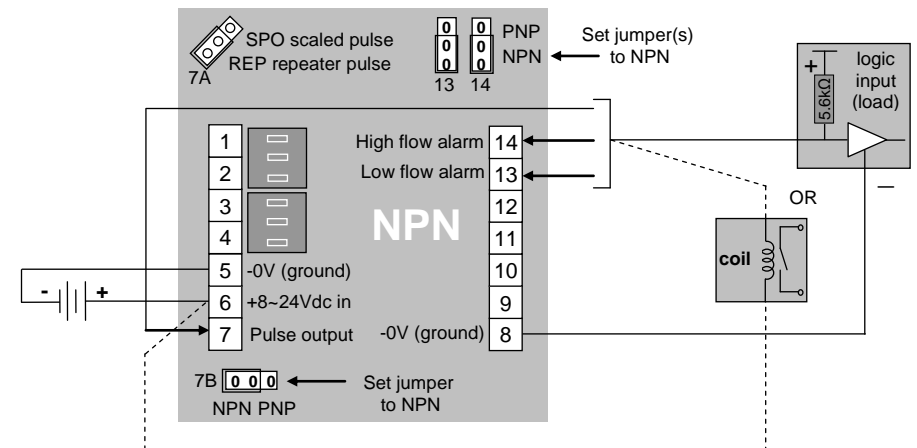 SPO scaled pulse
REP repeater pulse
7A
0 0 0
0 0 0
0 0 0
PNP
NPN
13 14
Set jumper(s)
to NPN
logic
input
(load)
+
5.6kΩ
—
1
2
3
4
5 -0V (ground)
6 +8~24Vdc in
7 Pulse output
- +
High flow alarm 14
Low flow alarm 13
12
11
10
9
-0V (ground) 8
NPN
OR
coil
7B 0 0 0
NPN PNP
Set jumper
to NPN